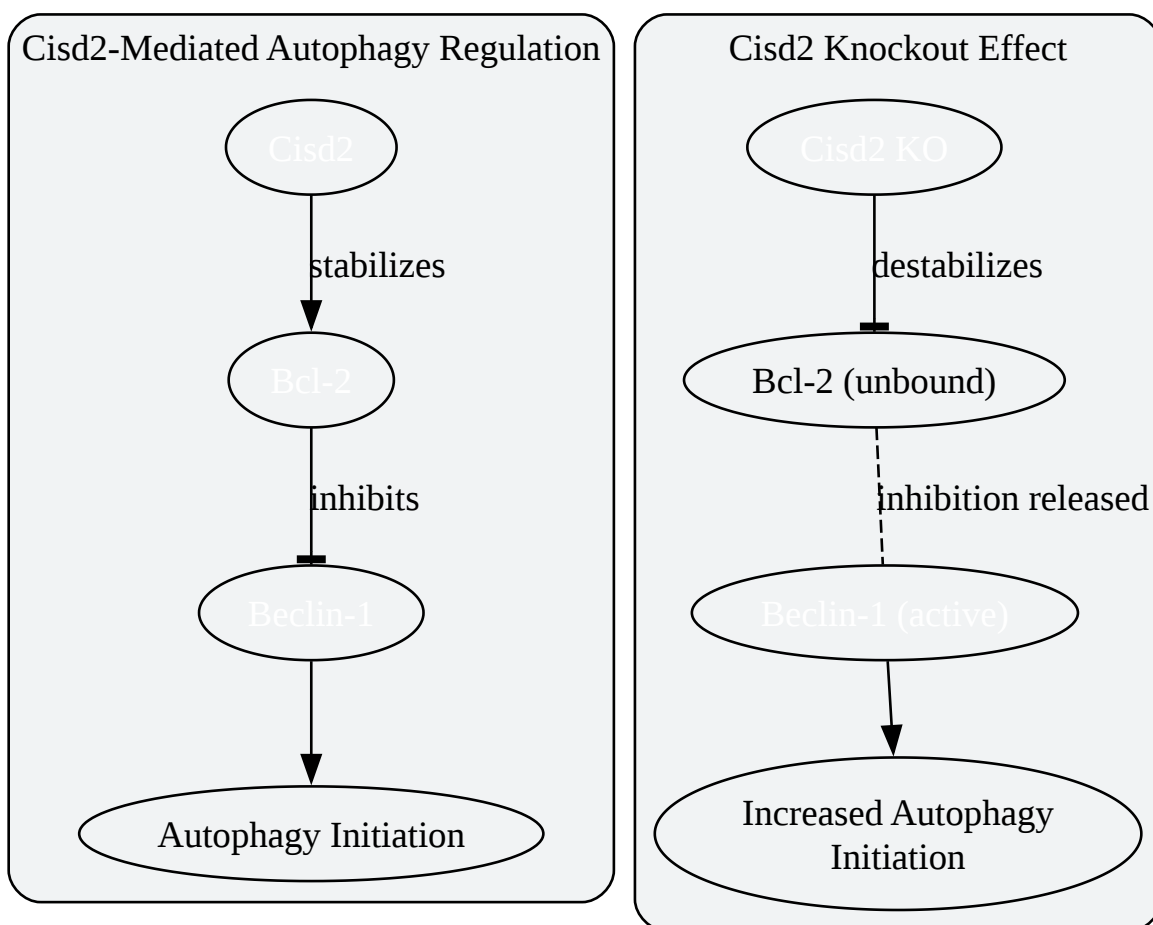 Cisd2-Mediated Autophagy Regulation
Cisd2
stabilizes
Bcl-2
inhibits
Beclin-1
Autophagy Initiation
Cisd2 Knockout Effect
Cisd2 KO
destabilizes
Bcl-2 (unbound)
inhibition released
Beclin-1 (active)
Increased Autophagy
Initiation